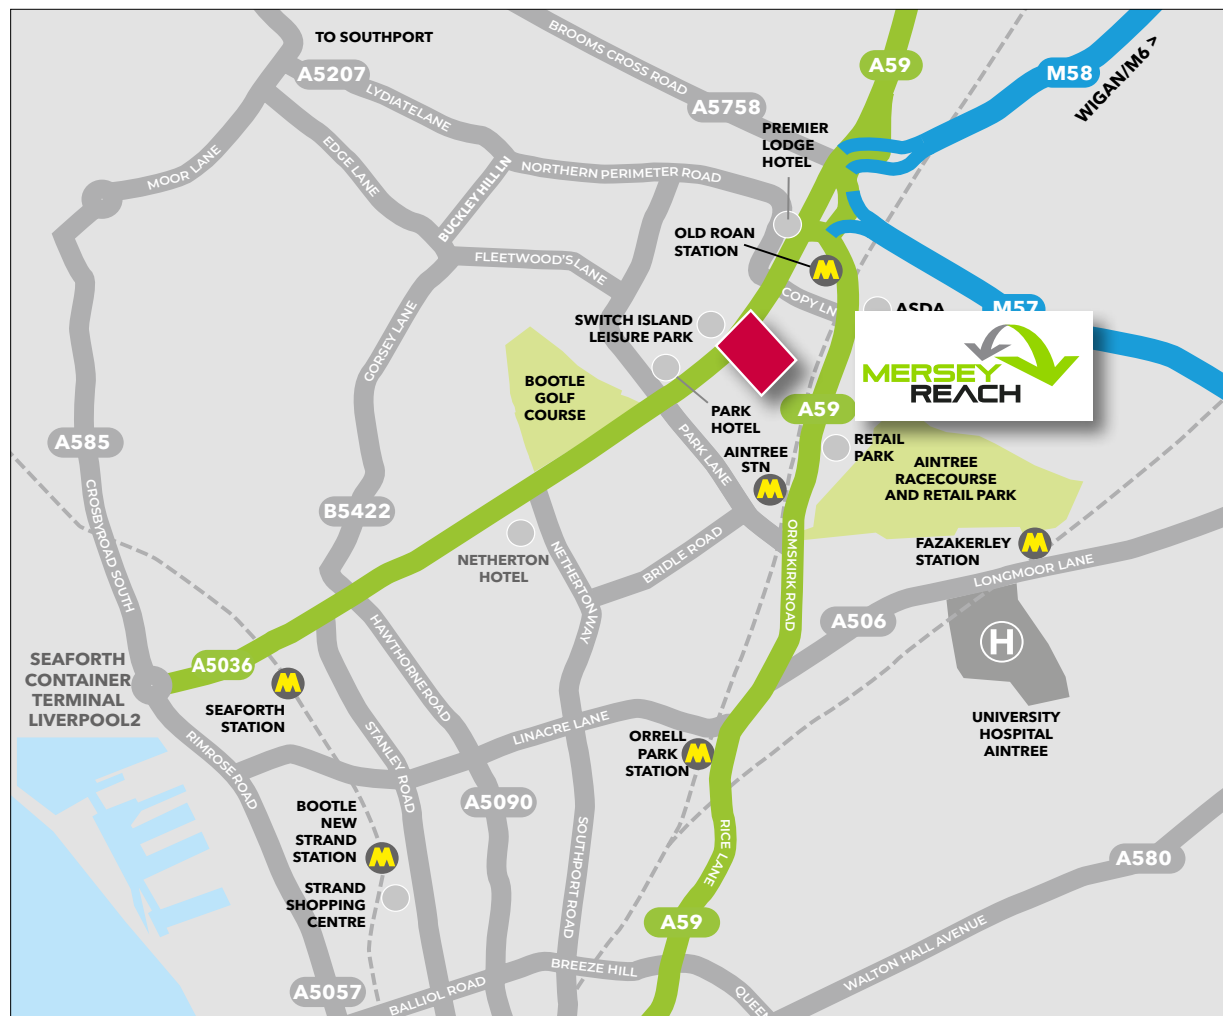 TO SOUTHPORT
A5207
BROOMS CROSS ROAD
A59
M58
WIGAN/M6 >
LYDIATE LANE
A5758
PREMIER
LODGE
HOTEL
MOOR LANE
EDGE LANE
BUCKLEY HILL LN
NORTHERN PERIMETER ROAD
OLD ROAN
STATION
M
FLEETWOOD'S LANE
COPY LN
ASDA
M57
GORSEY LANE
SWITCH ISLAND
LEISURE PARK
MERSEY
REACH
BOOTLE
GOLF
COURSE
PARK
HOTEL
A59
A585
PARK LANE
AINTREE
STN
M
RETAIL
PARK
AINTREE
RACECOURSE
AND RETAIL PARK
CROSBYROAD SOUTH
B5422
NETHERTON
HOTEL
NETHERTON WAY
BRIDLE ROAD
ORMSKIRK ROAD
FAZAKERLEY
STATION
M
LONGMOOR LANE
A506
H
UNIVERSITY
HOSPITAL
AINTREE
SEAFORTH
CONTAINER
TERMINAL
LIVERPOOL2
A5036
SEAFORTH
STATION
M
HAWTHORNE ROAD
STANLEY ROAD
LINACRE LANE
ORRELL
PARK
STATION
M
RIMROSE ROAD
BOOTLE
NEW
STRAND
STATION
M
STRAND
SHOPPING
CENTRE
A5090
SOUTHPORT ROAD
RICE LANE
A580
A59
WALTON HALL AVENUE
BREEZE HILL
A5057
BALLIOL ROAD
QUEEN